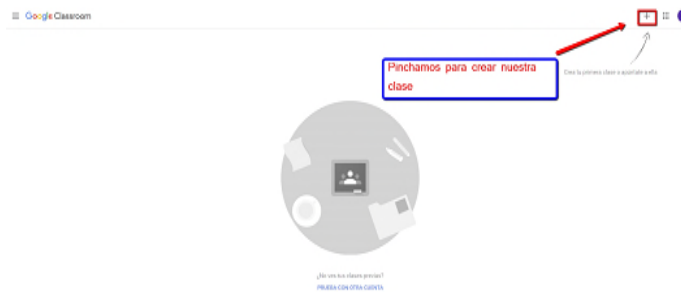 Google Classroom
Pinchamos para crear nuestra
clase
Crea la primera clase o apúntate a ella
¿No ves tus clases previas?
PRUEBA CON OTRA CUENTA